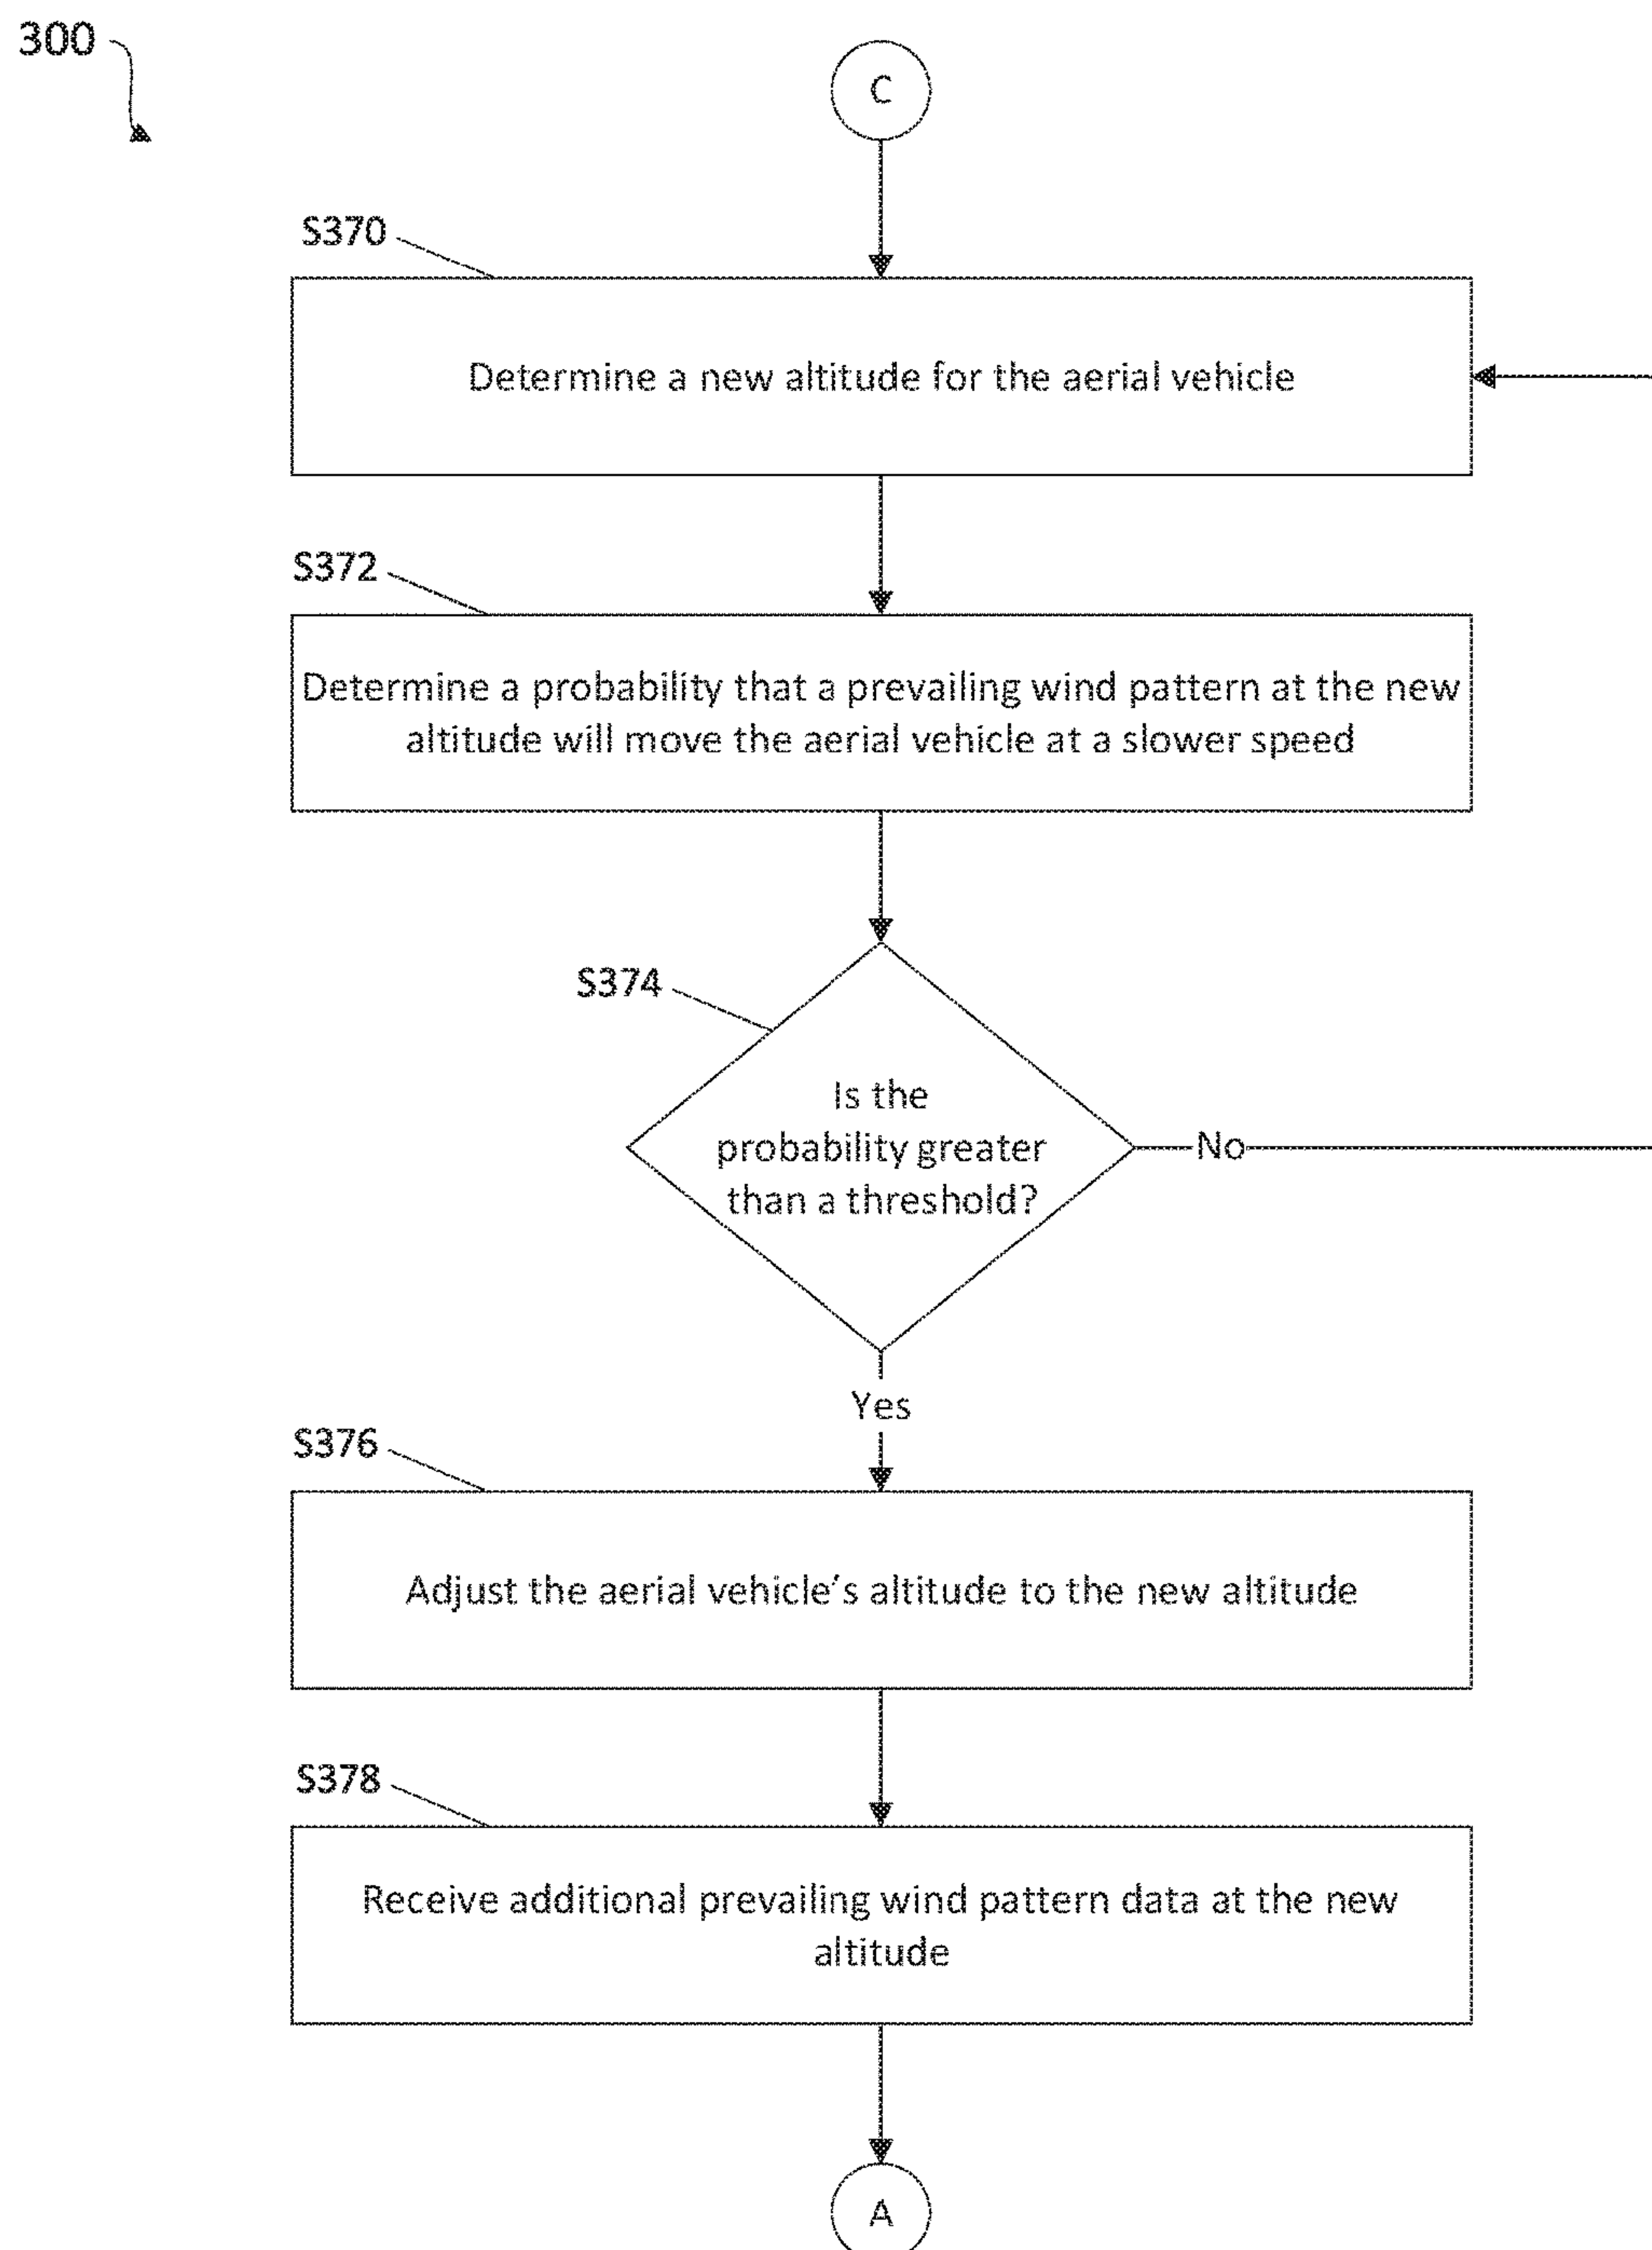 300
C
S370
Determine a new altitude for the aerial vehicle
S372
Determine a probability that a prevailing wind pattern at the new
altitude will move the aerial vehicle at a slower speed
S374
Is the
probability greater
than a threshold?
No
Yes
S376
Adjust the aerial vehicle's altitude to the new altitude
S378
Receive additional prevailing wind pattern data at the new
altitude
A